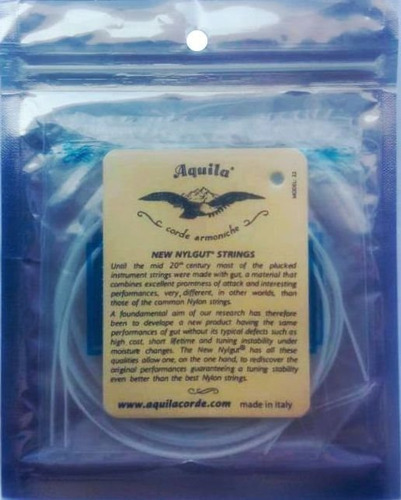 Aquila®
corde armoniche
MODEL: 23
NEW NYLGUT® STRINGS
Until the mid 20th century most of the plucked
instrument strings were made with gut, a material that
combines excellent promness of attack and interesting
performances, very different, in other worlds, than
those of the common Nylon strings.
A foundamental aim of our research has therefore
been to develope a new product having the same
performances of gut without its typical defects such as
high cost, short lifetime and tuning instability under
moisture changes. The New Nylgut® has all these
qualities allow one, on the one hand, to rediscover the
original performances guaranteeing a tuning stability
even better than the best Nylon strings.
www.aquilacorde.com made in Italy